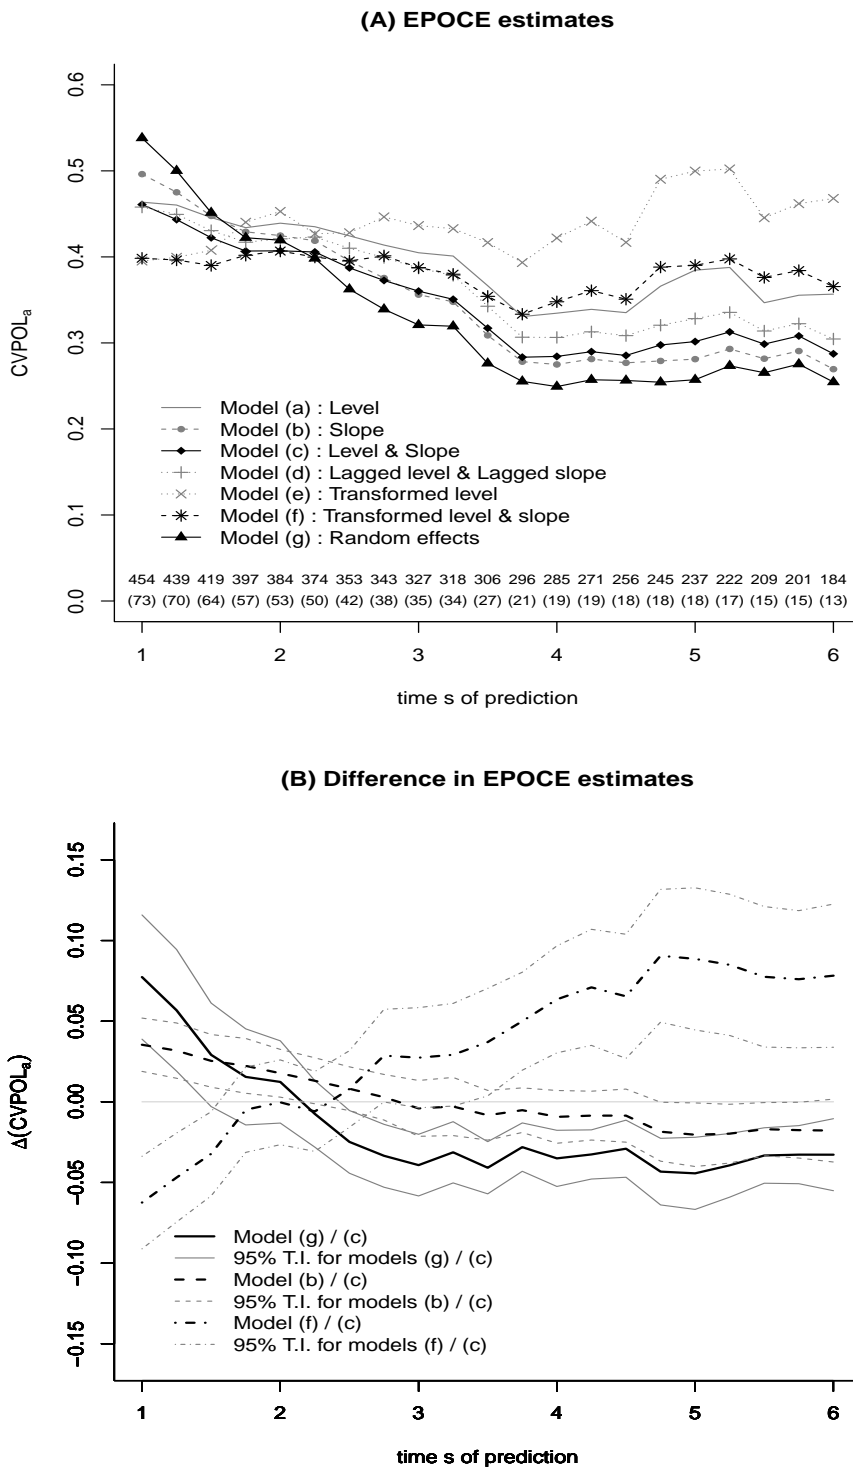 (A) EPOCE estimates
0.6
0.5
0.4
0.3
0.2
0.1
0.0
CVPOLa
Model (a) : Level
Model (b) : Slope
Model (c) : Level & Slope
Model (d) : Lagged level & Lagged slope
Model (e) : Transformed level
Model (f) : Transformed level & slope
Model (g) : Random effects
454 439 419 397 384 374 353 343 327 318 306 296 285 271 256 245 237 222 209 201 184
(73) (70) (64) (57) (53) (50) (42) (38) (35) (34) (27) (21) (19) (19) (18) (18) (18) (17) (15) (15) (13)
1 2 3 4 5 6
time s of prediction
(B) Difference in EPOCE estimates
0.15
0.10
0.05
0.00
−0.05
−0.10
−0.15
Δ(CVPOLa)
Model (g) / (c)
95% T.I. for models (g) / (c)
Model (b) / (c)
95% T.I. for models (b) / (c)
Model (f) / (c)
95% T.I. for models (f) / (c)
1 2 3 4 5 6
time s of prediction